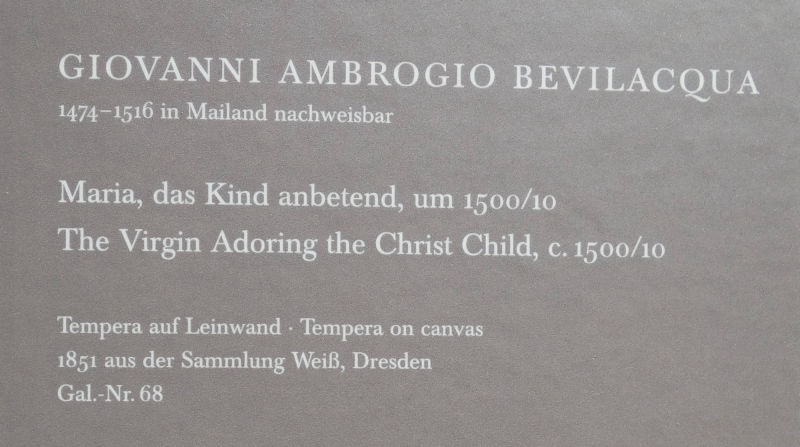 GIOVANNI AMBROGIO BEVILACQUA
1474–1516 in Mailand nachweisbar
Maria, das Kind anbetend, um 1500/10
The Virgin Adoring the Christ Child, c. 1500/10
Tempera auf Leinwand · Tempera on canvas
1851 aus der Sammlung Weiß, Dresden
Gal.-Nr. 68